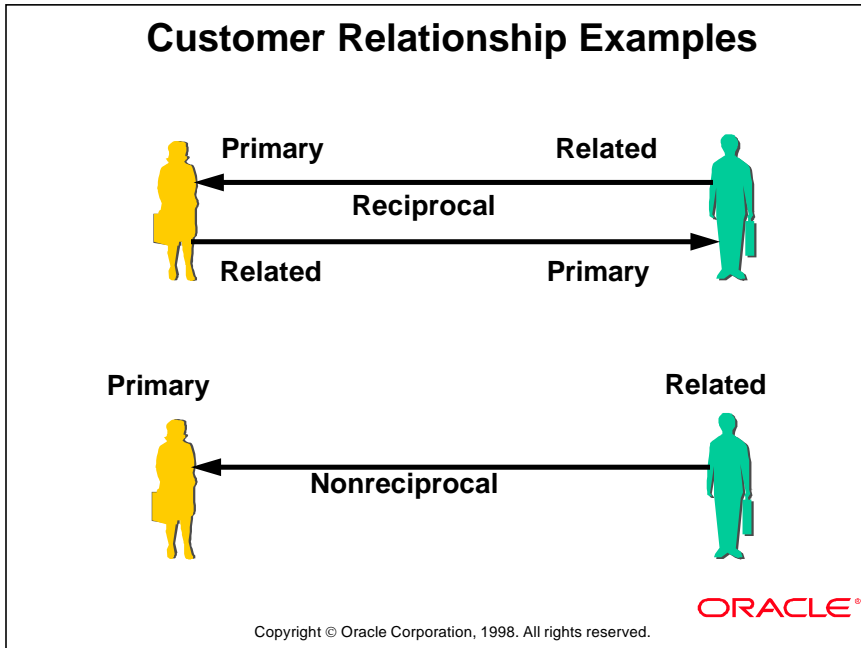 Customer Relationship Examples
Primary Related
Reciprocal
Related Primary
Primary Related
Nonreciprocal
ORACLE®
Copyright © Oracle Corporation, 1998. All rights reserved.